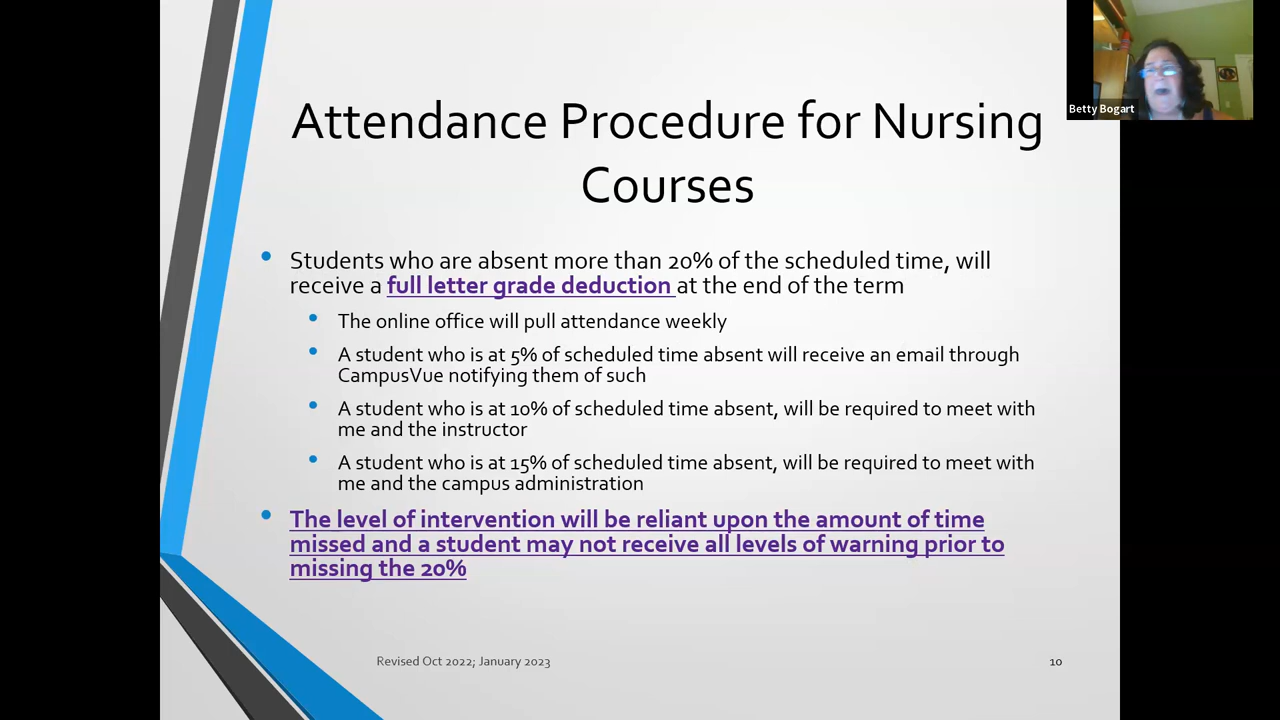 Attendance Procedure for Nursing
Courses
Betty Bogart
Students who are absent more than 20% of the scheduled time, will
receive a full letter grade deduction at the end of the term
The online office will pull attendance weekly
A student who is at 5% of scheduled time absent will receive an email through
CampusVue notifying them of such
A student who is at 10% of scheduled time absent, will be required to meet with
me and the instructor
A student who is at 15% of scheduled time absent, will be required to meet with
me and the campus administration
The level of intervention will be reliant upon the amount of time
missed and a student may not receive all levels of warning prior to
missing the 20%
Revised Oct 2022; January 2023
10